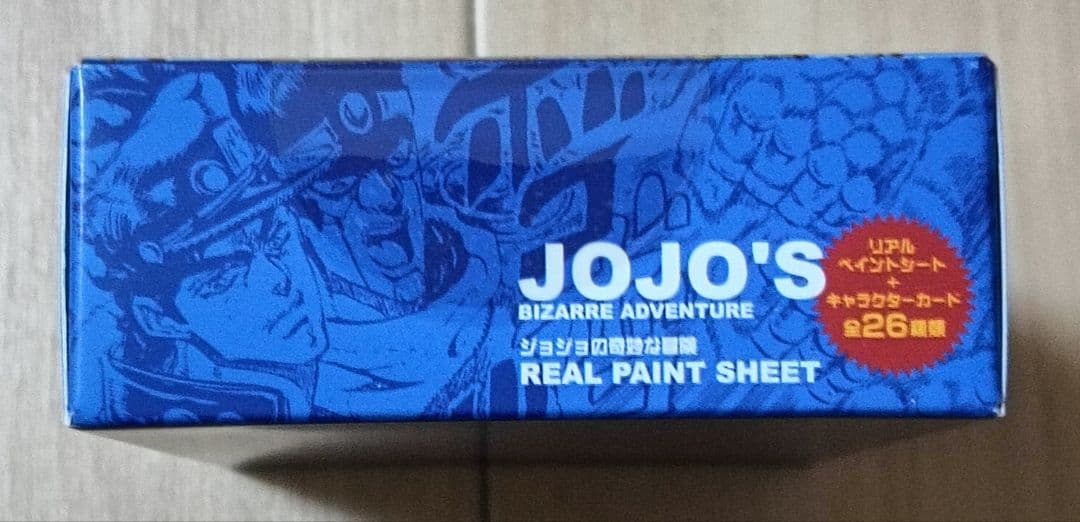 JOJO'S
BIZARRE ADVENTURE
ジョジョの奇妙な冒険
REAL PAINT SHEET
リアル
ペイントシート
+
キャラクターカード
全26種類